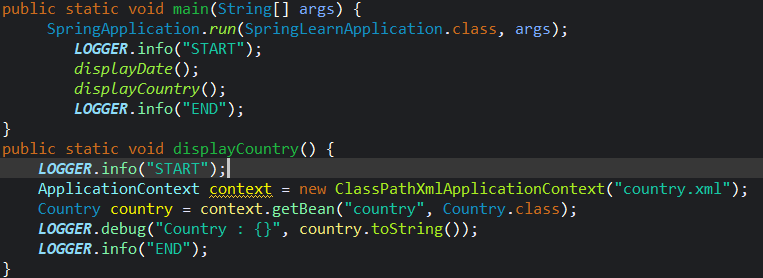 public static void main(String[] args) {
SpringApplication.run(SpringLearnApplication.class, args);
LOGGER.info("START");
displayDate();
displayCountry();
LOGGER.info("END");
}
public static void displayCountry() {
LOGGER.info("START");
ApplicationContext context = new ClassPathXmlApplicationContext("country.xml");
Country country = context.getBean("country", Country.class);
LOGGER.debug("Country : {}", country.toString());
LOGGER.info("END");
}